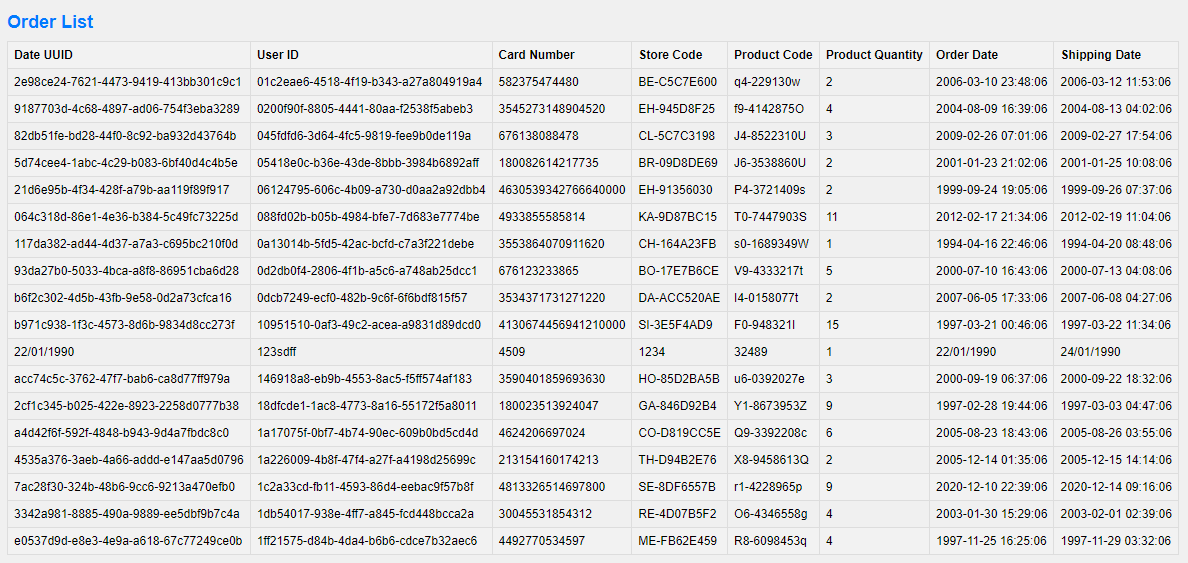 Order List
Date UUID User ID Card Number Store Code Product Code Product Quantity Order Date Shipping Date
2e98ce24-7621-4473-9419-413bb301c9c1 01c2eae6-4518-4f19-b343-a27a804919a4 582375474480 BE-C5C7E600 q4-229130w 2 2006-03-10 23:48:06 2006-03-12 11:53:06
9187703d-4c68-4897-ad06-754f3eba3289 0200f90f-8805-4441-80aa-f2538f5abeb3 3545273148904520 EH-945D8F25 f9-4142875O 4 2004-08-09 16:39:06 2004-08-13 04:02:06
82db51fe-bd28-44f0-8c92-ba932d43764b 045fdfd6-3d64-4fc5-9819-fee9b0de119a 676138088478 CL-5C7C3198 J4-8522310U 3 2009-02-26 07:01:06 2009-02-27 17:54:06
5d74cee4-1abc-4c29-b083-6bf40d4c4b5e 05418e0c-b36e-43de-8bbb-3984b6892aff 180082614217735 BR-09D8DE69 J6-3538860U 2 2001-01-23 21:02:06 2001-01-25 10:08:06
21d6e95b-4f34-428f-a79b-aa119f89f917 06124795-606c-4b09-a730-d0aa2a92dbb4 4630539342766640000 EH-91356030 P4-3721409s 2 1999-09-24 19:05:06 1999-09-26 07:37:06
064c318d-86e1-4e36-b384-5c49fc73225d 088fd02b-b05b-4984-bfe7-7d683e7774be 4933855585814 KA-9D87BC15 T0-7447903S 11 2012-02-17 21:34:06 2012-02-19 11:04:06
117da382-ad44-4d37-a7a3-c695bc210f0d 0a13014b-5fd5-42ac-bcfd-c7a3f221debe 3553864070911620 CH-164A23FB s0-1689349W 1 1994-04-16 22:46:06 1994-04-20 08:48:06
93da27b0-5033-4bca-a8f8-86951cba6d28 0d2db0f4-2806-4f1b-a5c6-a748ab25dcc1 676123233865 BO-17E7B6CE V9-4333217t 5 2000-07-10 16:43:06 2000-07-13 04:08:06
b6f2c302-4d5b-43fb-9e58-0d2a73cfca16 0dcb7249-ecf0-482b-9c6f-6f6bdf815f57 3534371731271220 DA-ACC520AE I4-0158077t 2 2007-06-05 17:33:06 2007-06-08 04:27:06
b971c938-1f3c-4573-8d6b-9834d8cc273f 10951510-0af3-49c2-acea-a9831d89dcd0 4130674456941210000 SI-3E5F4AD9 F0-948321I 15 1997-03-21 00:46:06 1997-03-22 11:34:06
22/01/1990 123sdff 4509 1234 32489 1 22/01/1990 24/01/1990
acc74c5c-3762-47f7-bab6-ca8d77ff979a 146918a8-eb9b-4553-8ac5-f5ff574af183 3590401859693630 HO-85D2BA5B u6-0392027e 3 2000-09-19 06:37:06 2000-09-22 18:32:06
2cf1c345-b025-422e-8923-2258d0777b38 18dfcde1-1ac8-4773-8a16-55172f5a8011 180023513924047 GA-846D92B4 Y1-8673953Z 9 1997-02-28 19:44:06 1997-03-03 04:47:06
a4d42f6f-592f-4848-b943-9d4a7fbdc8c0 1a17075f-0bf7-4b74-90ec-609b0bd5cd4d 4624206697024 CO-D819CC5E Q9-3392208c 6 2005-08-23 18:43:06 2005-08-26 03:55:06
4535a376-3aeb-4a66-addd-e147aa5d0796 1a226009-4b8f-47f4-a27f-a4198d25699c 213154160174213 TH-D94B2E76 X8-9458613Q 2 2005-12-14 01:35:06 2005-12-15 14:14:06
7ac28f30-324b-48b6-9cc6-9213a470efb0 1c2a33cd-fb11-4593-86d4-eebac9f57b8f 4813326514697800 SE-8DF6557B r1-4228965p 9 2020-12-10 22:39:06 2020-12-14 09:16:06
3342a981-8885-490a-9889-ee5dbf9b7c4a 1db54017-938e-4ff7-a845-fcd448bcca2a 30045531854312 RE-4D07B5F2 O6-4346558g 4 2003-01-30 15:29:06 2003-02-01 02:39:06
e0537d9d-e8e3-4e9a-a618-67c77249ce0b 1ff21575-d84b-4da4-b6b6-cdce7b32aec6 4492770534597 ME-FB62E459 R8-6098453q 4 1997-11-25 16:25:06 1997-11-29 03:32:06